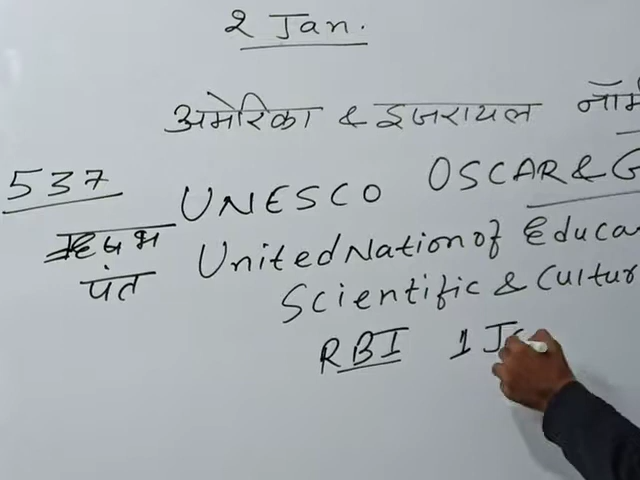 2 Jan.
अमेरिका & इजरायल
537 UNESCO OSCAR &
पंत United Nation of Educa
Scientific & Cultur
RBI 1 J